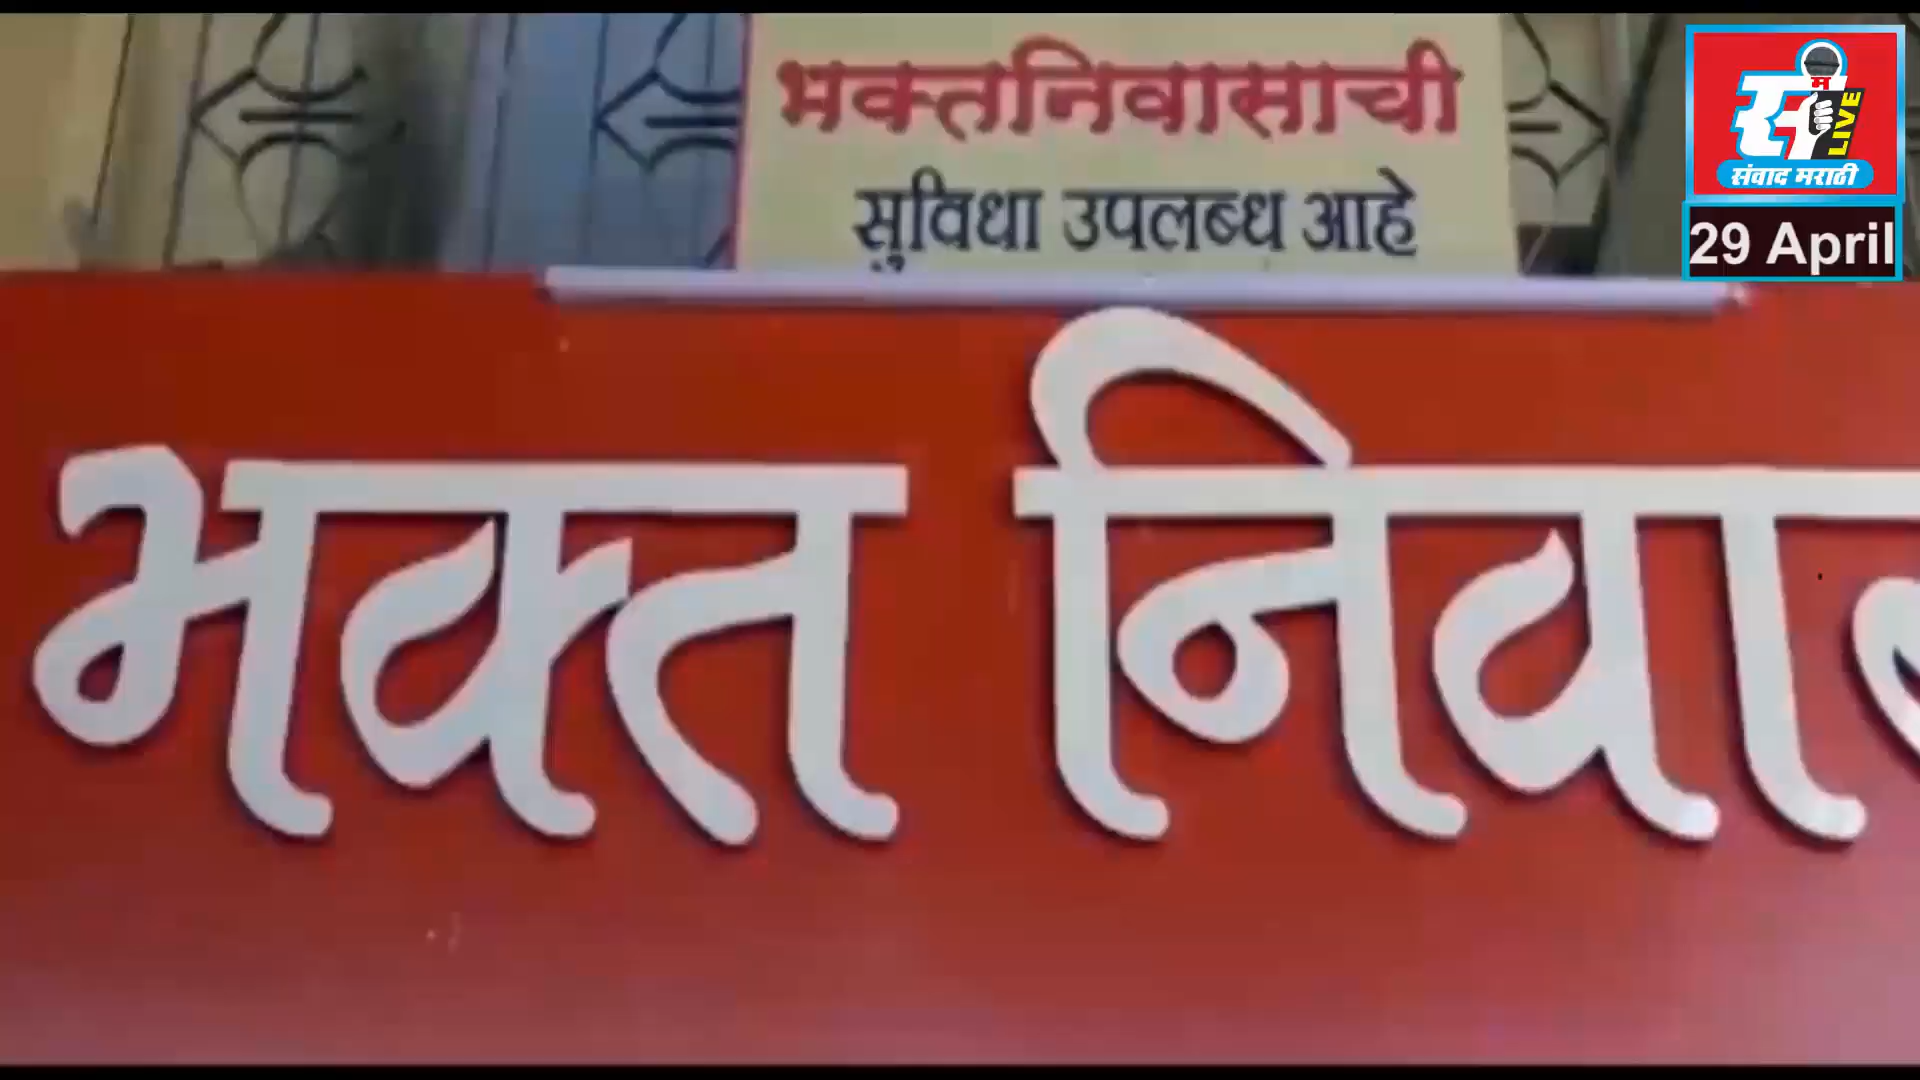 भक्तनिवासाची
सुविधा उपलब्ध आहे
स
म
LIVE
संवाद मराठी
29 April
भक्त निवा